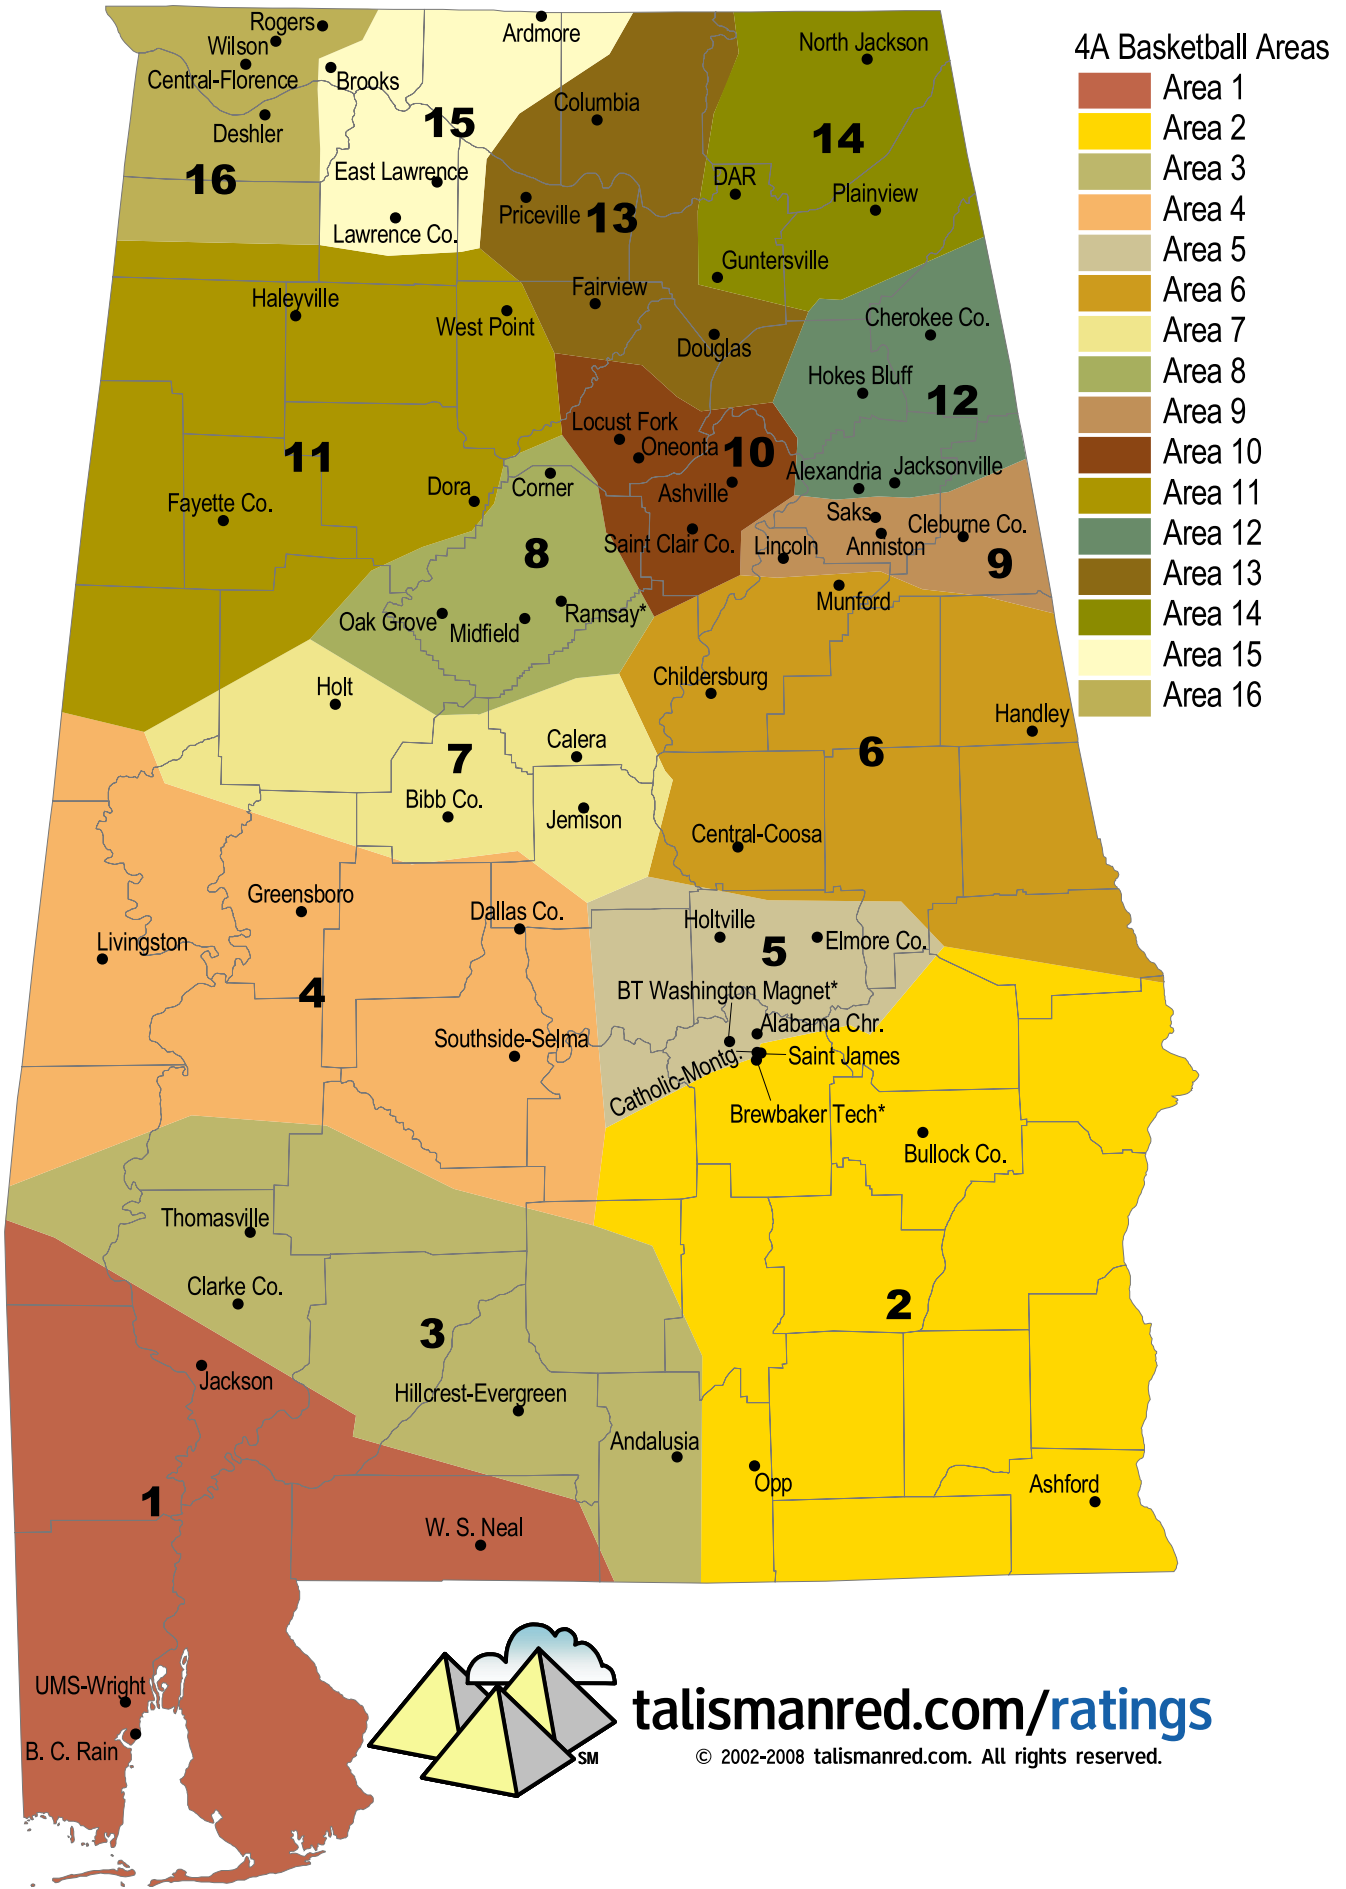 Rogers
Wilson
Central-Florence
Brooks
Deshler
16
Ardmore
15
East Lawrence
Lawrence Co.
Columbia
Priceville
13
Fairview
Douglas
North Jackson
14
DAR
Plainview
Guntersville
Haleyville
West Point
11
Dora
Fayette Co.
Locust Fork
Oneonta
10
Ashville
Saint Clair Co.
Cherokee Co.
Hokes Bluff
12
Alexandria
Jacksonville
Saks
Cleburne Co.
Lincoln
Anniston
9
Corner
8
Oak Grove
Midfield
Ramsay*
Munford
Childersburg
Handley
6
Central-Coosa
Holt
Calera
7
Bibb Co.
Jemison
Greensboro
Dallas Co.
Livingston
4
Southside-Selma
Holtville
5
Elmore Co.
BT Washington Magnet*
Alabama Chr.
Saint James
Catholic-Montg.
Brewbaker Tech*
Bullock Co.
2
Opp
Ashford
Thomasville
Clarke Co.
3
Hillcrest-Evergreen
Andalusia
Jackson
1
W. S. Neal
UMS-Wright
B. C. Rain
4A Basketball Areas
Area 1
Area 2
Area 3
Area 4
Area 5
Area 6
Area 7
Area 8
Area 9
Area 10
Area 11
Area 12
Area 13
Area 14
Area 15
Area 16
SM
talismanred.com/ratings
© 2002-2008 talismanred.com. All rights reserved.